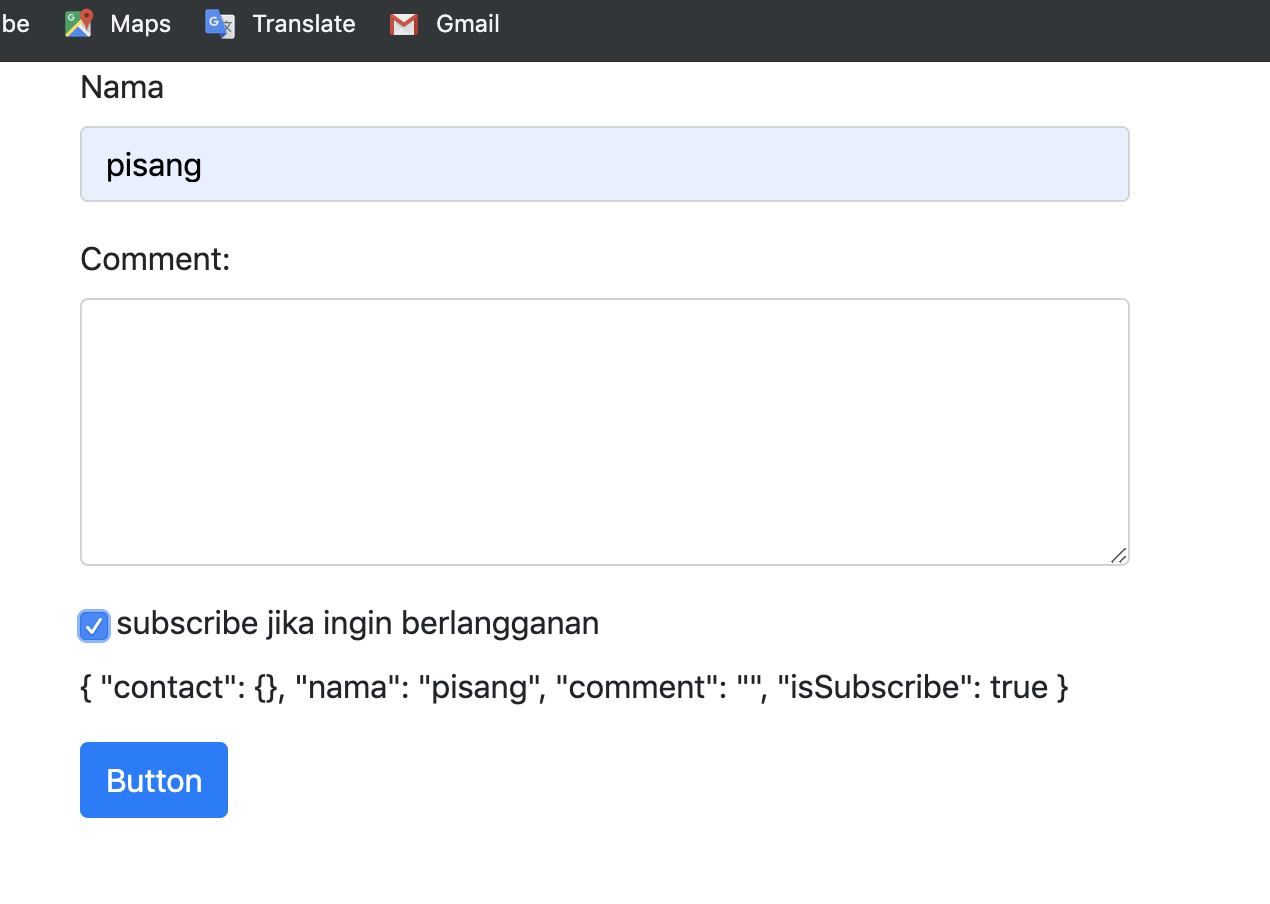 be Maps Translate Gmail
Nama
pisang
Comment:
subscribe jika ingin berlangganan
{ "contact": {}, "nama": "pisang", "comment": "", "isSubscribe": true }
Button